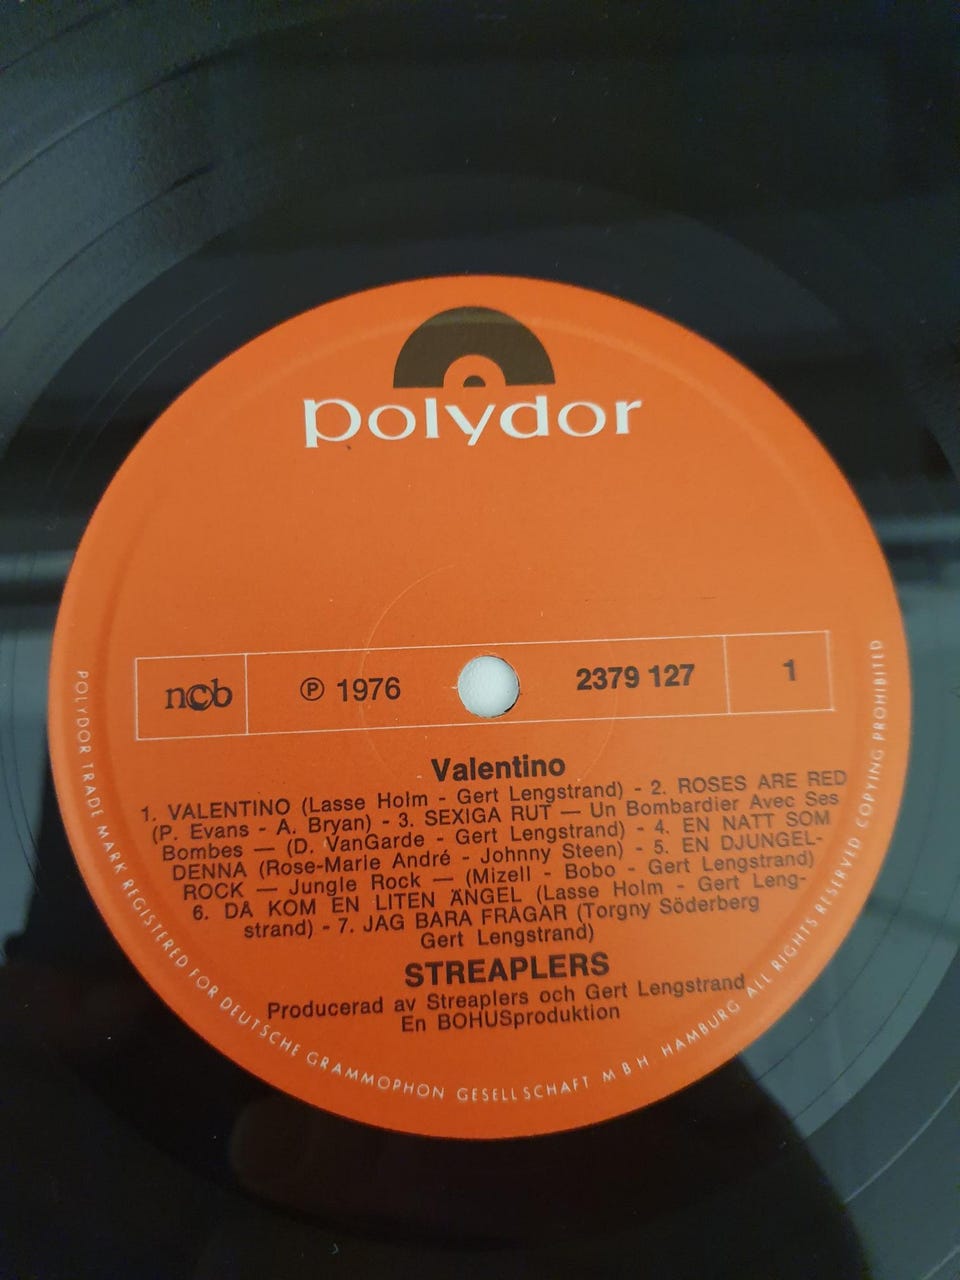 polydor
ncb
℗ 1976
2379 127
1
Valentino
1. VALENTINO (Lasse Holm - Gert Lengstrand) - 2. ROSES ARE RED
(P. Evans - A. Bryan) - 3. SEXIGA RUT — Un Bombardier Avec Ses
Bombes — (D. VanGarde - Gert Lengstrand) - 4. EN NATT SOM
DENNA (Rose-Marie André - Johnny Steen) - 5. EN DJUNGEL-
ROCK — Jungle Rock — (Mizell - Bobo - Gert Lengstrand)
6. DÅ KOM EN LITEN ÄNGEL (Lasse Holm - Gert Leng-
strand) - 7. JAG BARA FRÅGAR (Torgny Söderberg
Gert Lengstrand)
STREAPLERS
Producerad av Streaplers och Gert Lengstrand
En BOHUSproduktion
POLYDOR TRADE MARK REGISTERED FOR DEUTSCHE GRAMMOPHON GESELLSCHAFT M B H HAMBURG ALL RIGHTS RESERVED COPYING PROHIBITED